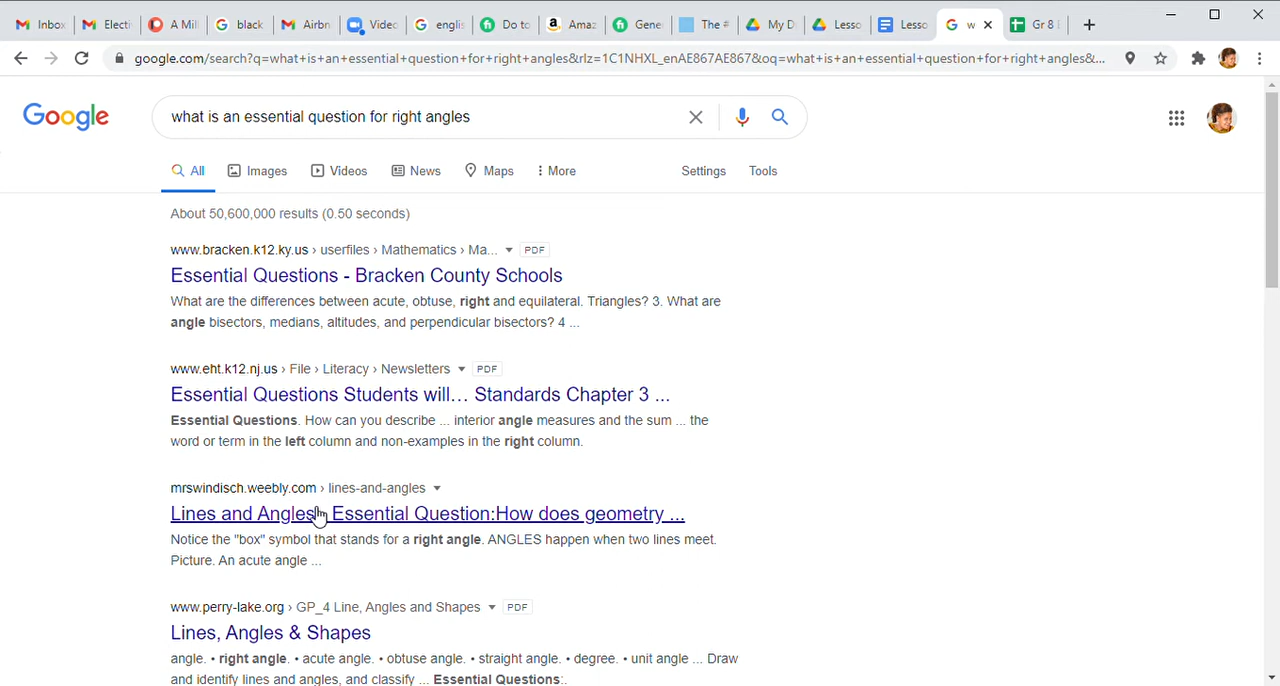 Inbox Electi A Mil black Airbn Videc englis Do to Amaz Gene The # My D Lesso Lesso w Gr 8
google.com/search?q=what+is+an+essential+question+for+right+angles&rlz=1C1NHXL_enAE867AE867&oq=what+is+an+essential+question+for+right+angles&...
Google
what is an essential question for right angles
All Images Videos News Maps More Settings Tools
About 50,600,000 results (0.50 seconds)
www.bracken.k12.ky.us › userfiles › Mathematics › Ma... PDF
Essential Questions - Bracken County Schools
What are the differences between acute, obtuse, right and equilateral. Triangles? 3. What are
angle bisectors, medians, altitudes, and perpendicular bisectors? 4 ...
www.eht.k12.nj.us › File › Literacy › Newsletters PDF
Essential Questions Students will… Standards Chapter 3 ...
Essential Questions. How can you describe ... interior angle measures and the sum ... the
word or term in the left column and non-examples in the right column.
mrswindisch.weebly.com › lines-and-angles
Lines and Angles Essential Question:How does geometry ...
Notice the "box" symbol that stands for a right angle. ANGLES happen when two lines meet.
Picture. An acute angle ...
www.perry-lake.org › GP_4 Line, Angles and Shapes PDF
Lines, Angles & Shapes
angle. • right angle. • acute angle. • obtuse angle. • straight angle. • degree. • unit angle ... Draw
and identify lines and angles, and classify ... Essential Questions:.